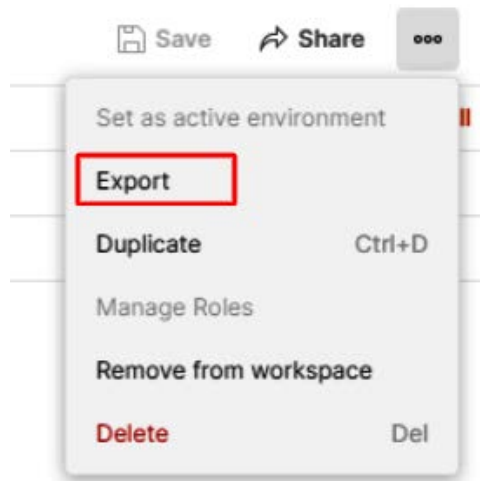 Save Share
Set as active environment
Export
Duplicate Ctrl+D
Manage Roles
Remove from workspace
Delete Del